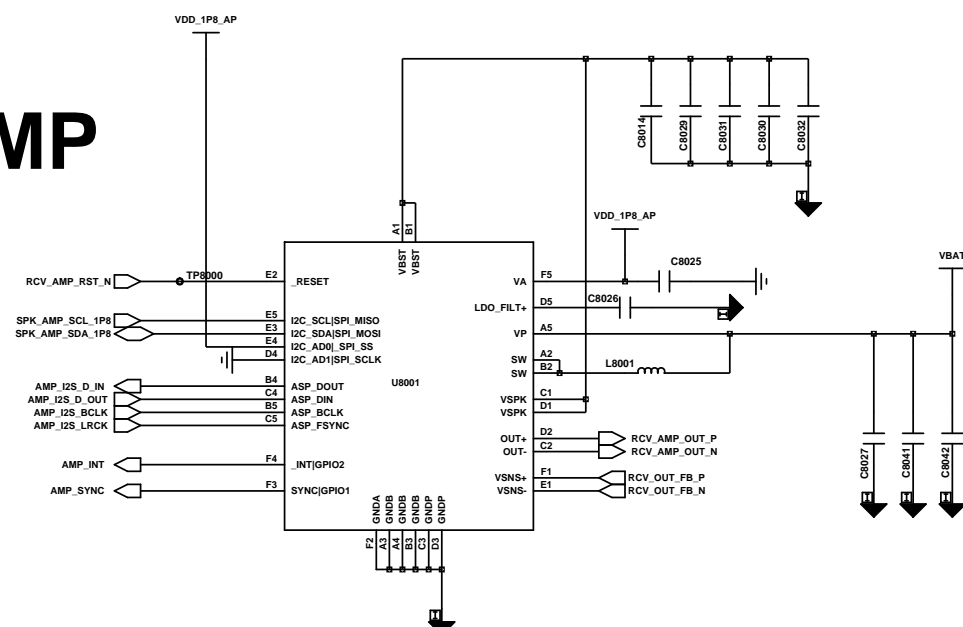 VDD_1P8_AP
MP
C8014
C8029
C8031
C8030
C8032
A1
B1
VBST
VBST
VDD_1P8_AP
VBAT
RCV_AMP_RST_N
TP8000
E2
_RESET
VA
F5
C8025
LDO_FILT+
D5
C8026
SPK_AMP_SCL_1P8
E5
I2C_SCL|SPI_MISO
SPK_AMP_SDA_1P8
E3
I2C_SDA|SPI_MOSI
VP
A5
E4
I2C_AD0|_SPI_SS
D4
I2C_AD1|SPI_SCLK
SW
A2
SW
B2
L8001
U8001
AMP_I2S_D_IN
B4
ASP_DOUT
AMP_I2S_D_OUT
C4
ASP_DIN
AMP_I2S_BCLK
B5
ASP_BCLK
AMP_I2S_LRCK
C5
ASP_FSYNC
VSPK
C1
VSPK
D1
OUT+
D2
RCV_AMP_OUT_P
OUT-
C2
RCV_AMP_OUT_N
C8027
C8041
C8042
AMP_INT
F4
_INT|GPIO2
VSNS+
F1
RCV_OUT_FB_P
VSNS-
E1
RCV_OUT_FB_N
AMP_SYNC
F3
SYNC|GPIO1
GNDA
GNDB
GNDB
GNDB
GNDP
GNDP
F2
A3
A4
B3
C3
D3